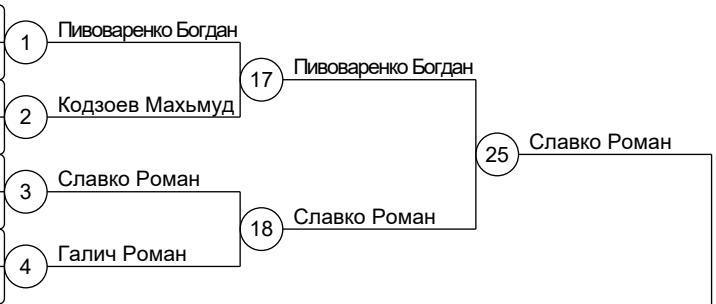 1
Пивоваренко Богдан
17
Пивоваренко Богдан
2
Кодзоев Махьмуд
25
Славко Роман
3
Славко Роман
18
Славко Роман
4
Галич Роман